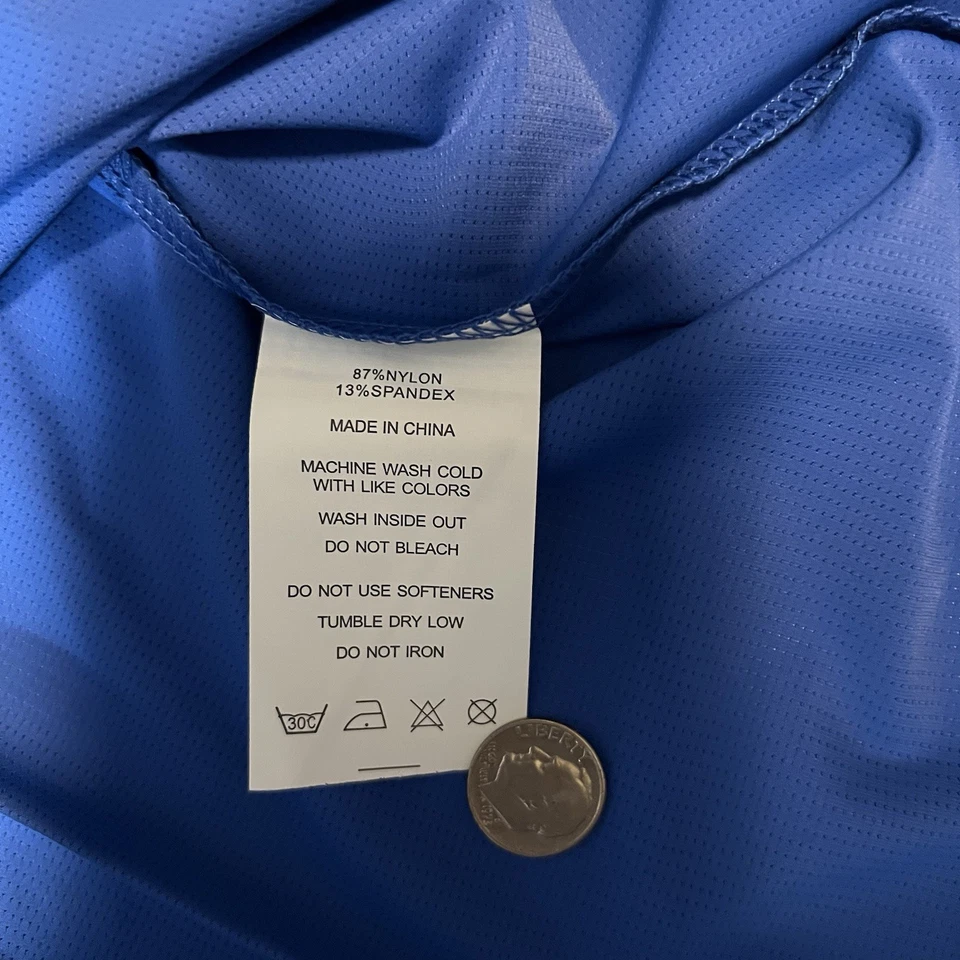 87%NYLON
13%SPANDEX
MADE IN CHINA
MACHINE WASH COLD
WITH LIKE COLORS
WASH INSIDE OUT
DO NOT BLEACH
DO NOT USE SOFTENERS
TUMBLE DRY LOW
DO NOT IRON
30C
LIBERTY